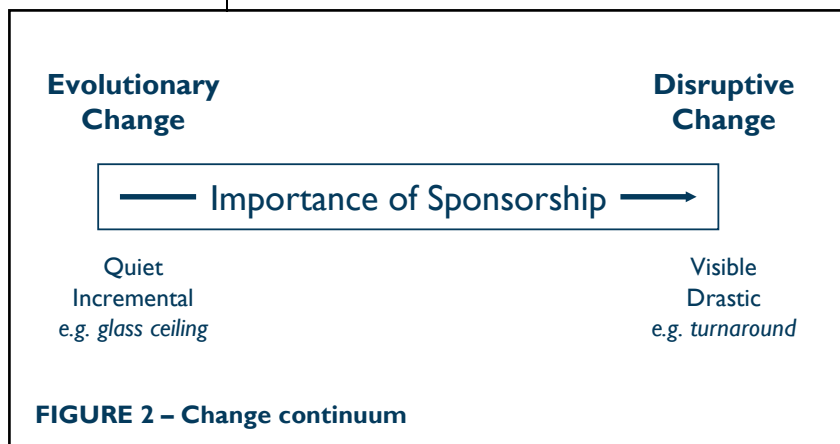 Evolutionary
Change
Disruptive
Change
Importance of Sponsorship
Quiet
Incremental
e.g. glass ceiling
Visible
Drastic
e.g. turnaround
FIGURE 2 – Change continuum